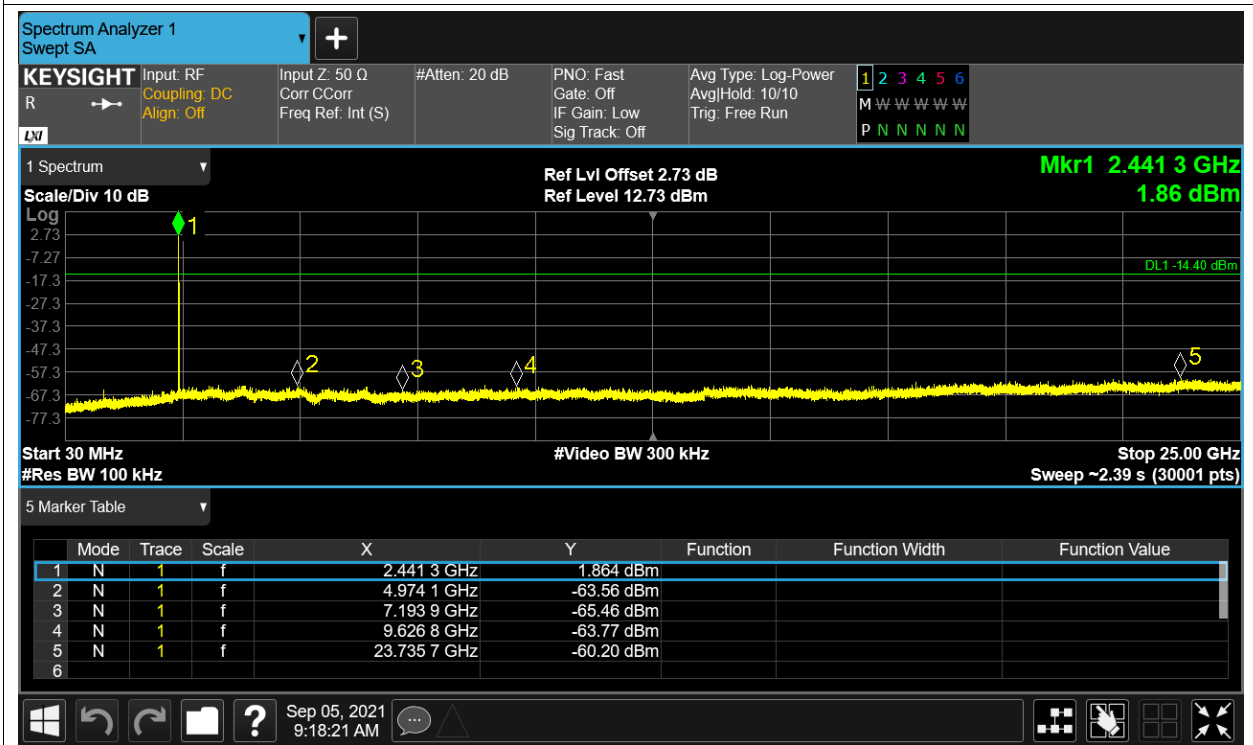 Spectrum Analyzer 1
Swept SA
KEYSIGHT
R
LXI
Input: RF
Coupling: DC
Align: Off
Input Z: 50 Ω
Corr CCorr
Freq Ref: Int (S)
#Atten: 20 dB
PNO: Fast
Gate: Off
IF Gain: Low
Sig Track: Off
Avg Type: Log-Power
Avg|Hold: 10/10
Trig: Free Run
1 2 3 4 5 6
M W W W W W
P N N N N N
1 Spectrum
Scale/Div 10 dB
Ref Lvl Offset 2.73 dB
Ref Level 12.73 dBm
Mkr1 2.441 3 GHz
1.86 dBm
Log
2.73
-7.27
-17.3
-27.3
-37.3
-47.3
-57.3
-67.3
-77.3
1
2
3
4
5
DL1 -14.40 dBm
Start 30 MHz
#Video BW 300 kHz
Stop 25.00 GHz
#Res BW 100 kHz
Sweep ~2.39 s (30001 pts)
5 Marker Table
Mode Trace Scale X Y Function Function Width Function Value
1 N 1 f 2.441 3 GHz 1.864 dBm
2 N 1 f 4.974 1 GHz -63.56 dBm
3 N 1 f 7.193 9 GHz -65.46 dBm
4 N 1 f 9.626 8 GHz -63.77 dBm
5 N 1 f 23.735 7 GHz -60.20 dBm
6
?
Sep 05, 2021
9:18:21 AM